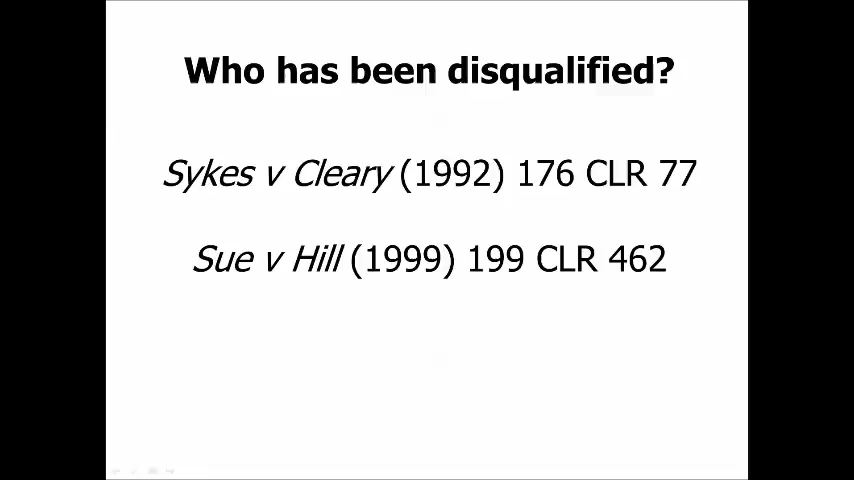 Who has been disqualified?
Sykes v Cleary (1992) 176 CLR 77
Sue v Hill (1999) 199 CLR 462